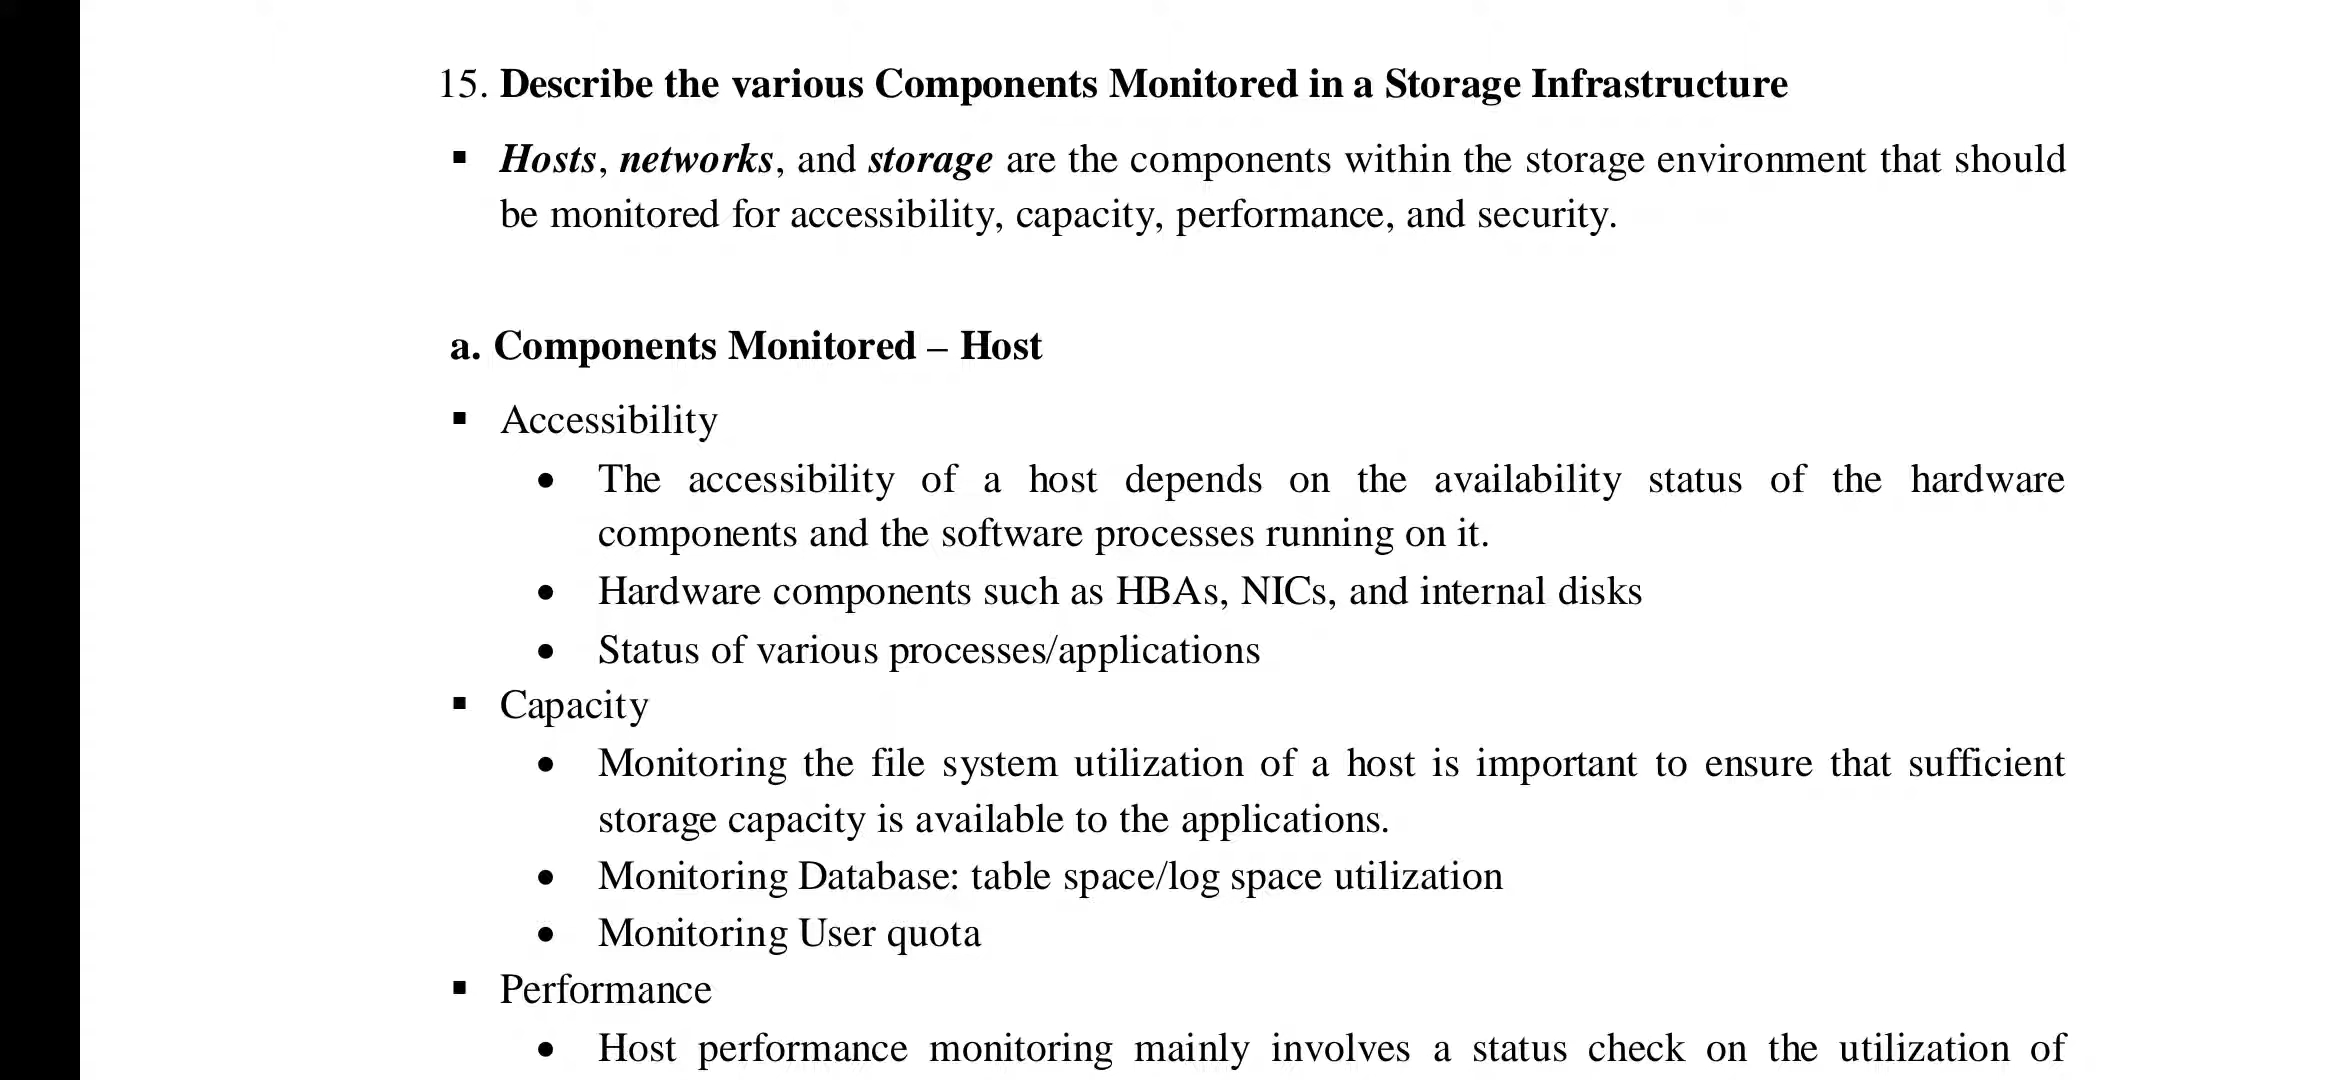 15. Describe the various Components Monitored in a Storage Infrastructure
▪ Hosts, networks, and storage are the components within the storage environment that should
be monitored for accessibility, capacity, performance, and security.
a. Components Monitored – Host
▪ Accessibility
• The accessibility of a host depends on the availability status of the hardware
components and the software processes running on it.
• Hardware components such as HBAs, NICs, and internal disks
• Status of various processes/applications
▪ Capacity
• Monitoring the file system utilization of a host is important to ensure that sufficient
storage capacity is available to the applications.
• Monitoring Database: table space/log space utilization
• Monitoring User quota
▪ Performance
• Host performance monitoring mainly involves a status check on the utilization of